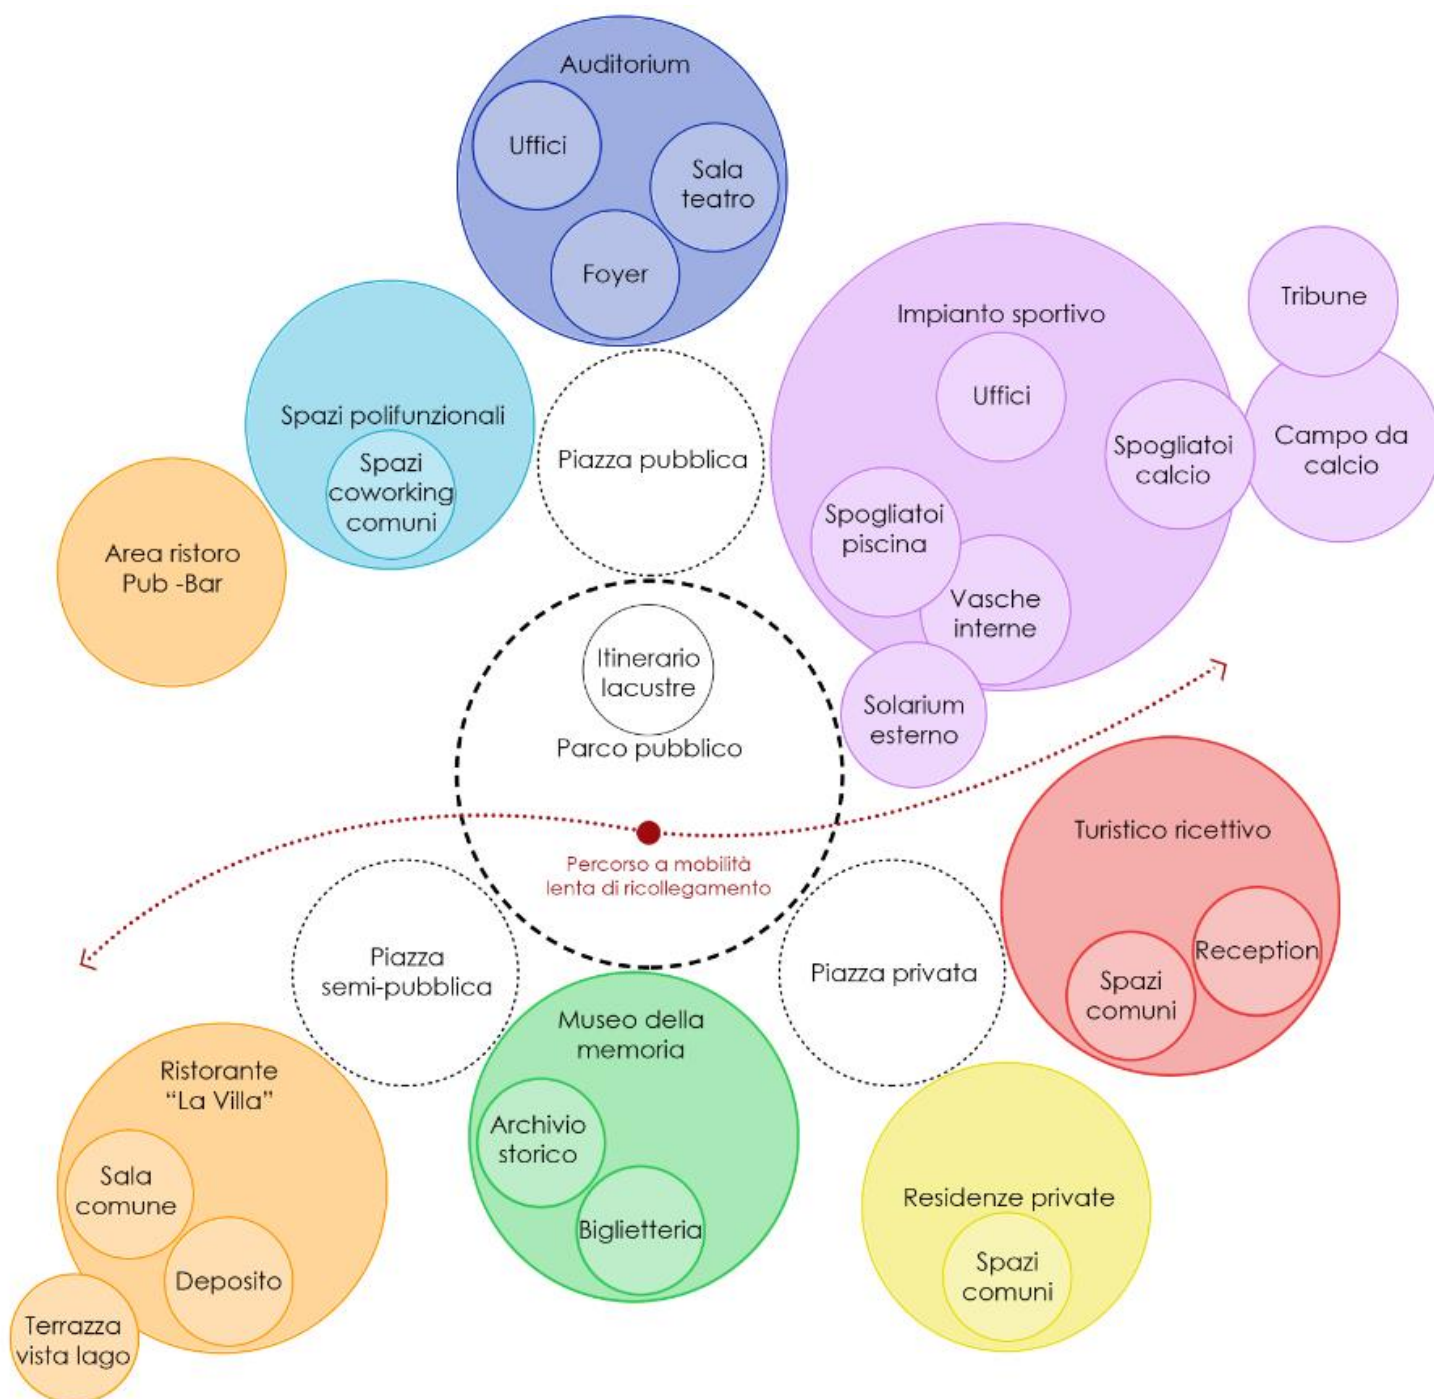 Auditorium
Uffici
Sala
teatro
Foyer
Impianto sportivo
Uffici
Spogliatoi
calcio
Tribune
Campo da
calcio
Spogliatoi
piscina
Vasche
interne
Solarium
esterno
Spazi polifunzionali
Spazi
coworking
comuni
Piazza pubblica
Area ristoro
Pub -Bar
Itinerario
lacustre
Parco pubblico
Percorso a mobilità
lenta di ricollegamento
Turistico ricettivo
Reception
Spazi
comuni
Piazza
semi-pubblica
Piazza privata
Museo della
memoria
Archivio
storico
Biglietteria
Ristorante
“La Villa”
Sala
comune
Deposito
Terrazza
vista lago
Residenze private
Spazi
comuni